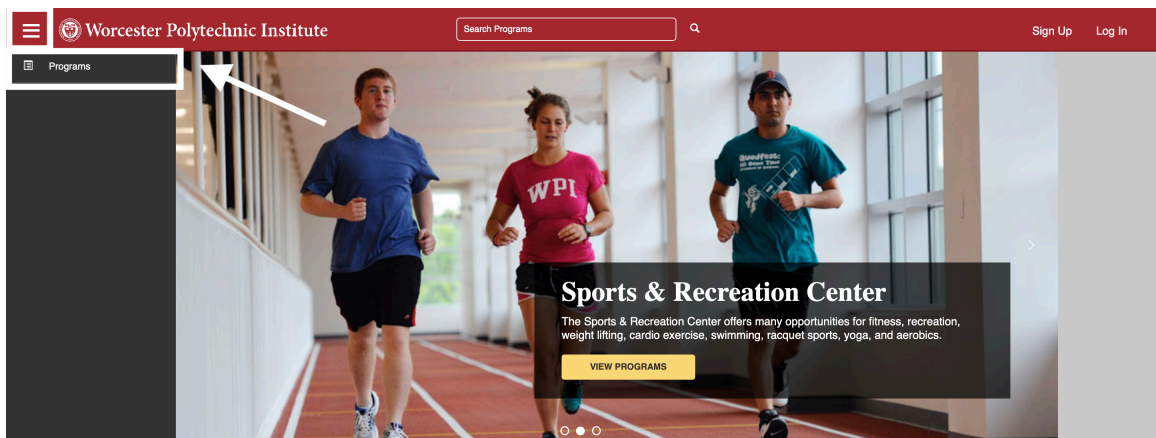 Worcester Polytechnic Institute
Search Programs
Sign Up Log In
Programs
WPI
Sports & Recreation Center
The Sports & Recreation Center offers many opportunities for fitness, recreation,
weight lifting, cardio exercise, swimming, racquet sports, yoga, and aerobics.
VIEW PROGRAMS